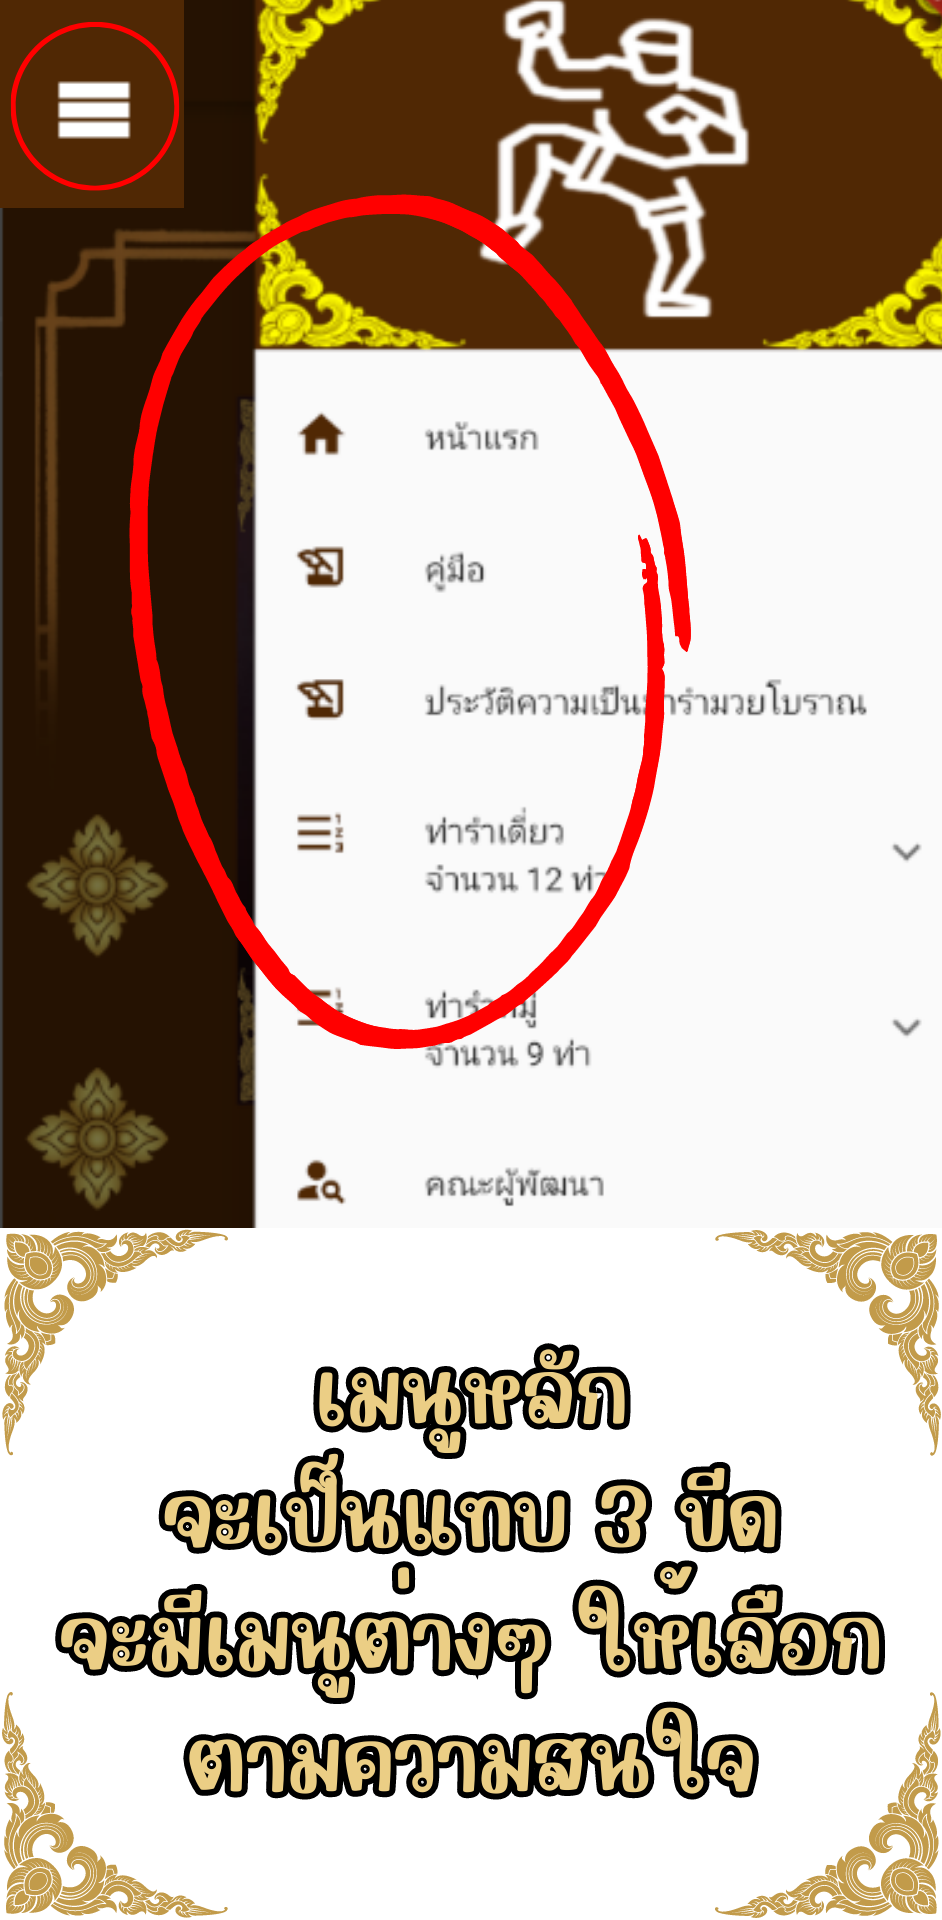 หน้าแรก
คู่มือ
ประวัติความเป็นมารำมวยโบราณ
ท่ารำเดี่ยว
จำนวน 12 ท่า
ท่ารำหมู่
จำนวน 9 ท่า
คณะผู้พัฒนา
เมนูหลัก
จะเป็นแทบ 3 ขีด
จะมีเมนูต่างๆ ให้เลือก
ตามความสนใจ